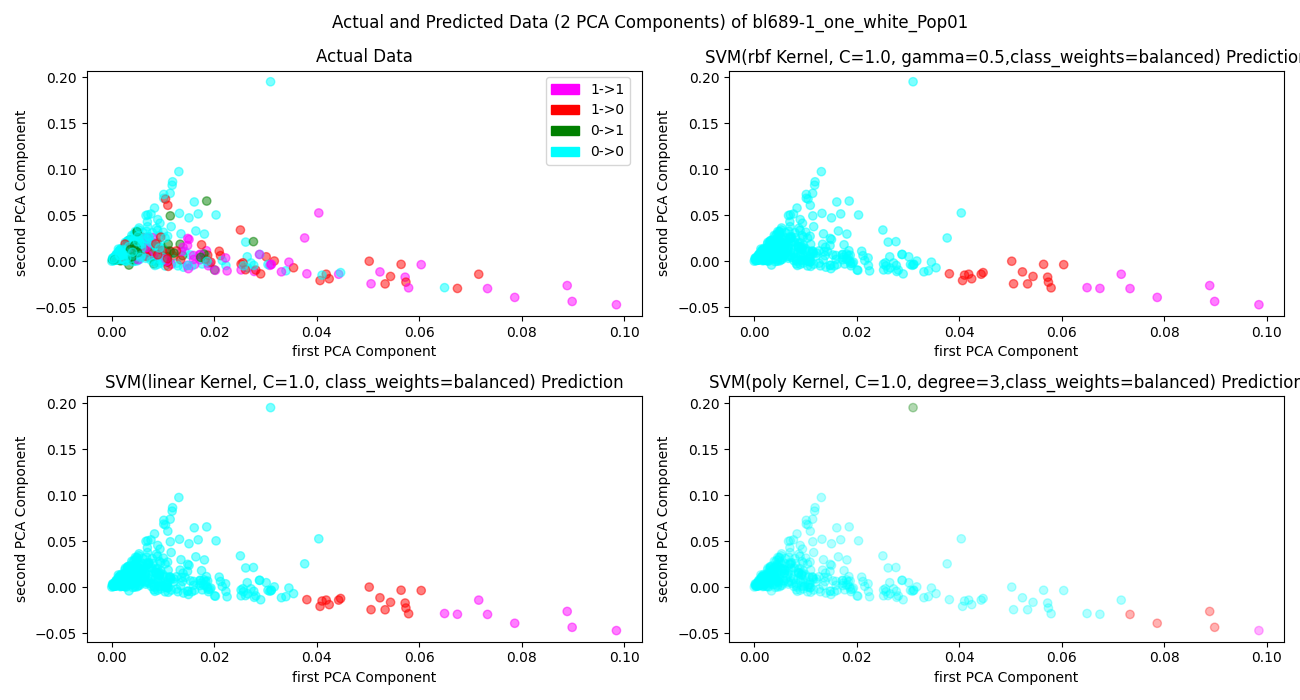 Actual and Predicted Data (2 PCA Components) of bl689-1_one_white_Pop01
Actual Data
0.20
0.15
0.10
0.05
0.00
−0.05
second PCA Component
1->1
1->0
0->1
0->0
0.00 0.02 0.04 0.06 0.08 0.10
first PCA Component
SVM(rbf Kernel, C=1.0, gamma=0.5,class_weights=balanced) Prediction
0.20
0.15
0.10
0.05
0.00
−0.05
second PCA Component
0.00 0.02 0.04 0.06 0.08 0.10
first PCA Component
SVM(linear Kernel, C=1.0, class_weights=balanced) Prediction
0.20
0.15
0.10
0.05
0.00
−0.05
second PCA Component
0.00 0.02 0.04 0.06 0.08 0.10
first PCA Component
SVM(poly Kernel, C=1.0, degree=3,class_weights=balanced) Prediction
0.20
0.15
0.10
0.05
0.00
−0.05
second PCA Component
0.00 0.02 0.04 0.06 0.08 0.10
first PCA Component